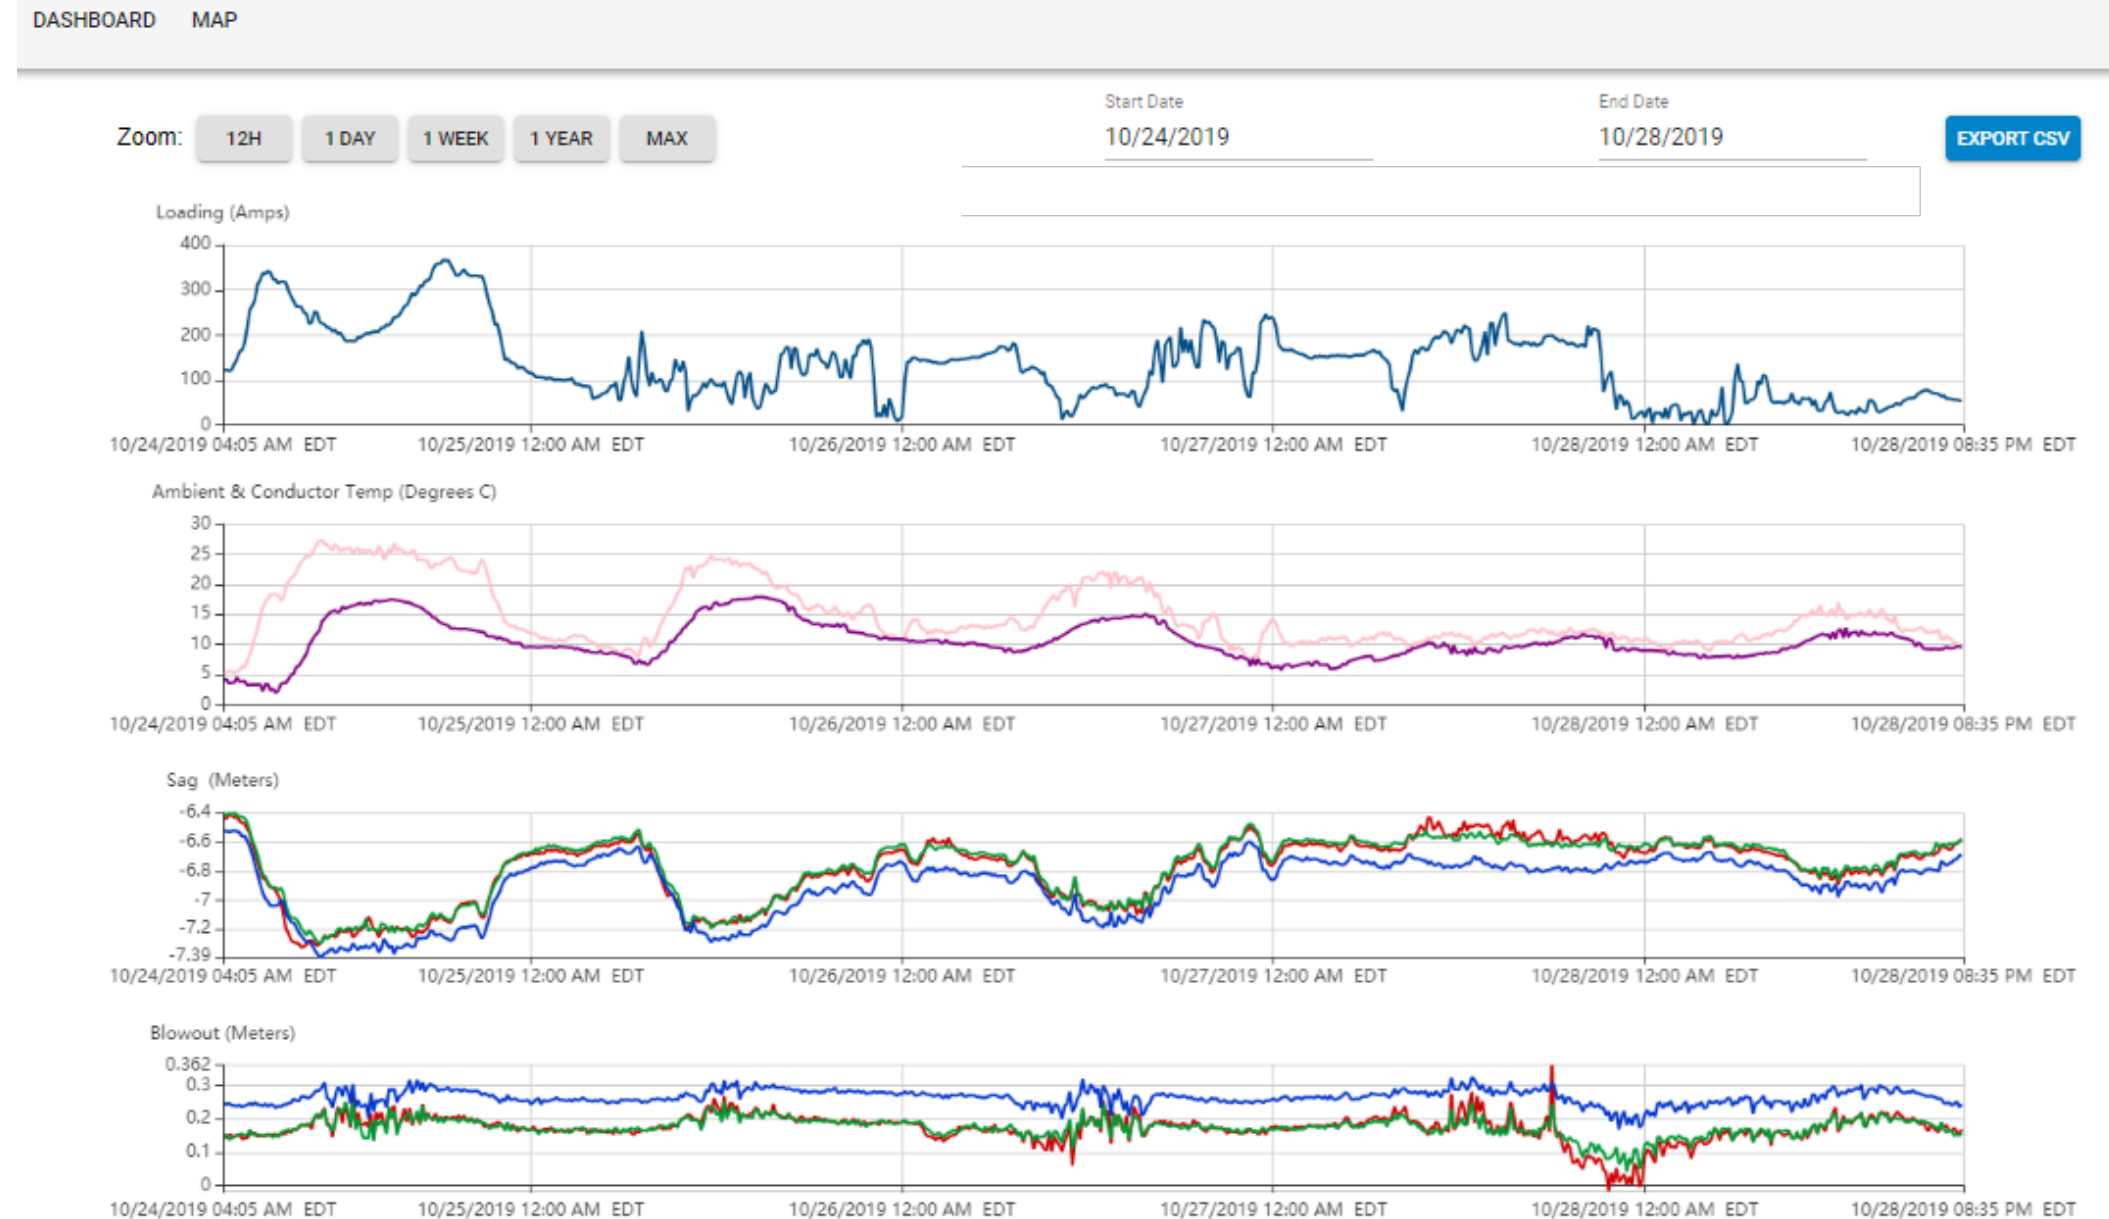 DASHBOARD MAP
Start Date End Date
Zoom: 12H 1 DAY 1 WEEK 1 YEAR MAX 10/24/2019 10/28/2019 EXPORT CSV
Loading (Amps)
400
300
200
100
0
10/24/2019 04:05 AM EDT 10/25/2019 12:00 AM EDT 10/26/2019 12:00 AM EDT 10/27/2019 12:00 AM EDT 10/28/2019 12:00 AM EDT 10/28/2019 08:35 PM EDT
Ambient & Conductor Temp (Degrees C)
30
25
20
15
10
5
0
10/24/2019 04:05 AM EDT 10/25/2019 12:00 AM EDT 10/26/2019 12:00 AM EDT 10/27/2019 12:00 AM EDT 10/28/2019 12:00 AM EDT 10/28/2019 08:35 PM EDT
Sag (Meters)
-6.4
-6.6
-6.8
-7
-7.2
-7.39
10/24/2019 04:05 AM EDT 10/25/2019 12:00 AM EDT 10/26/2019 12:00 AM EDT 10/27/2019 12:00 AM EDT 10/28/2019 12:00 AM EDT 10/28/2019 08:35 PM EDT
Blowout (Meters)
0.362
0.3
0.2
0.1
0
10/24/2019 04:05 AM EDT 10/25/2019 12:00 AM EDT 10/26/2019 12:00 AM EDT 10/27/2019 12:00 AM EDT 10/28/2019 12:00 AM EDT 10/28/2019 08:35 PM EDT